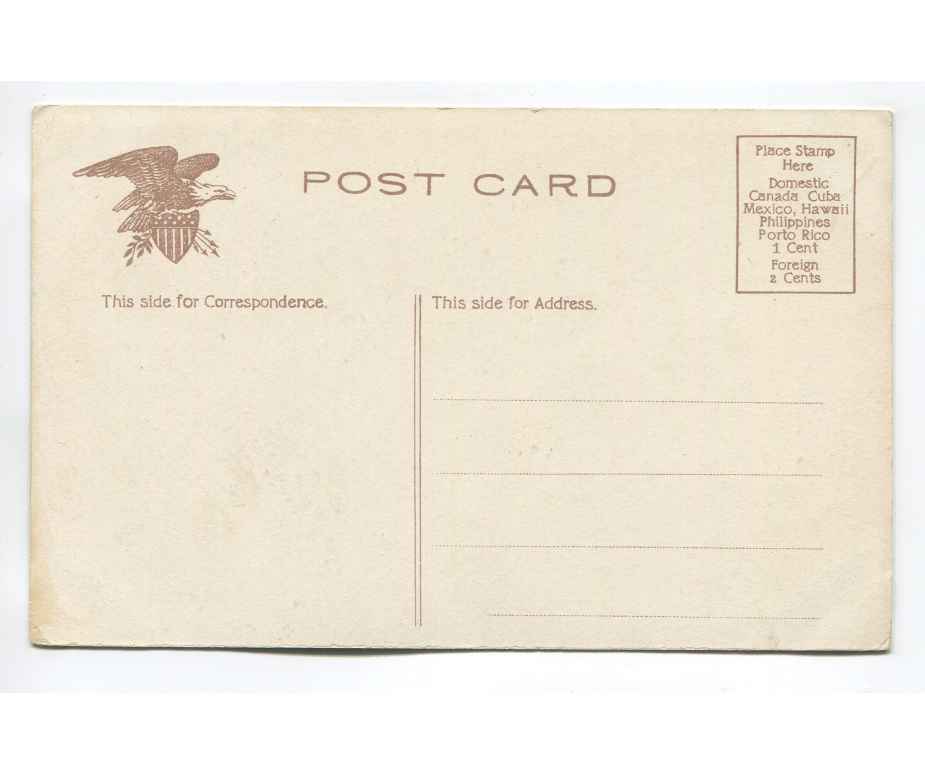 POST CARD
Place Stamp
Here
Domestic
Canada Cuba
Mexico, Hawaii
Philippines
Porto Rico
1 Cent
Foreign
2 Cents
This side for Correspondence.
This side for Address.